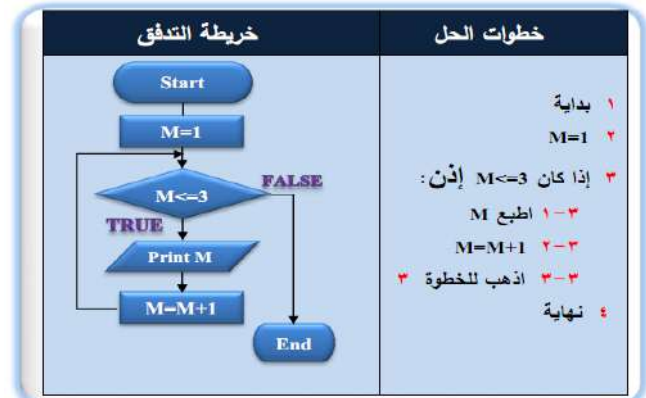 خطوات الحل
١ بداية
٢ M=1
٣ إذا كان M<=3 إذن:
٣-١ اطبع M
٣-٢ M=M+1
٣-٣ اذهب للخطوة ٣
٤ نهاية
خريطة التدفق
Start
M=1
M<=3
FALSE
TRUE
Print M
M=M+1
End